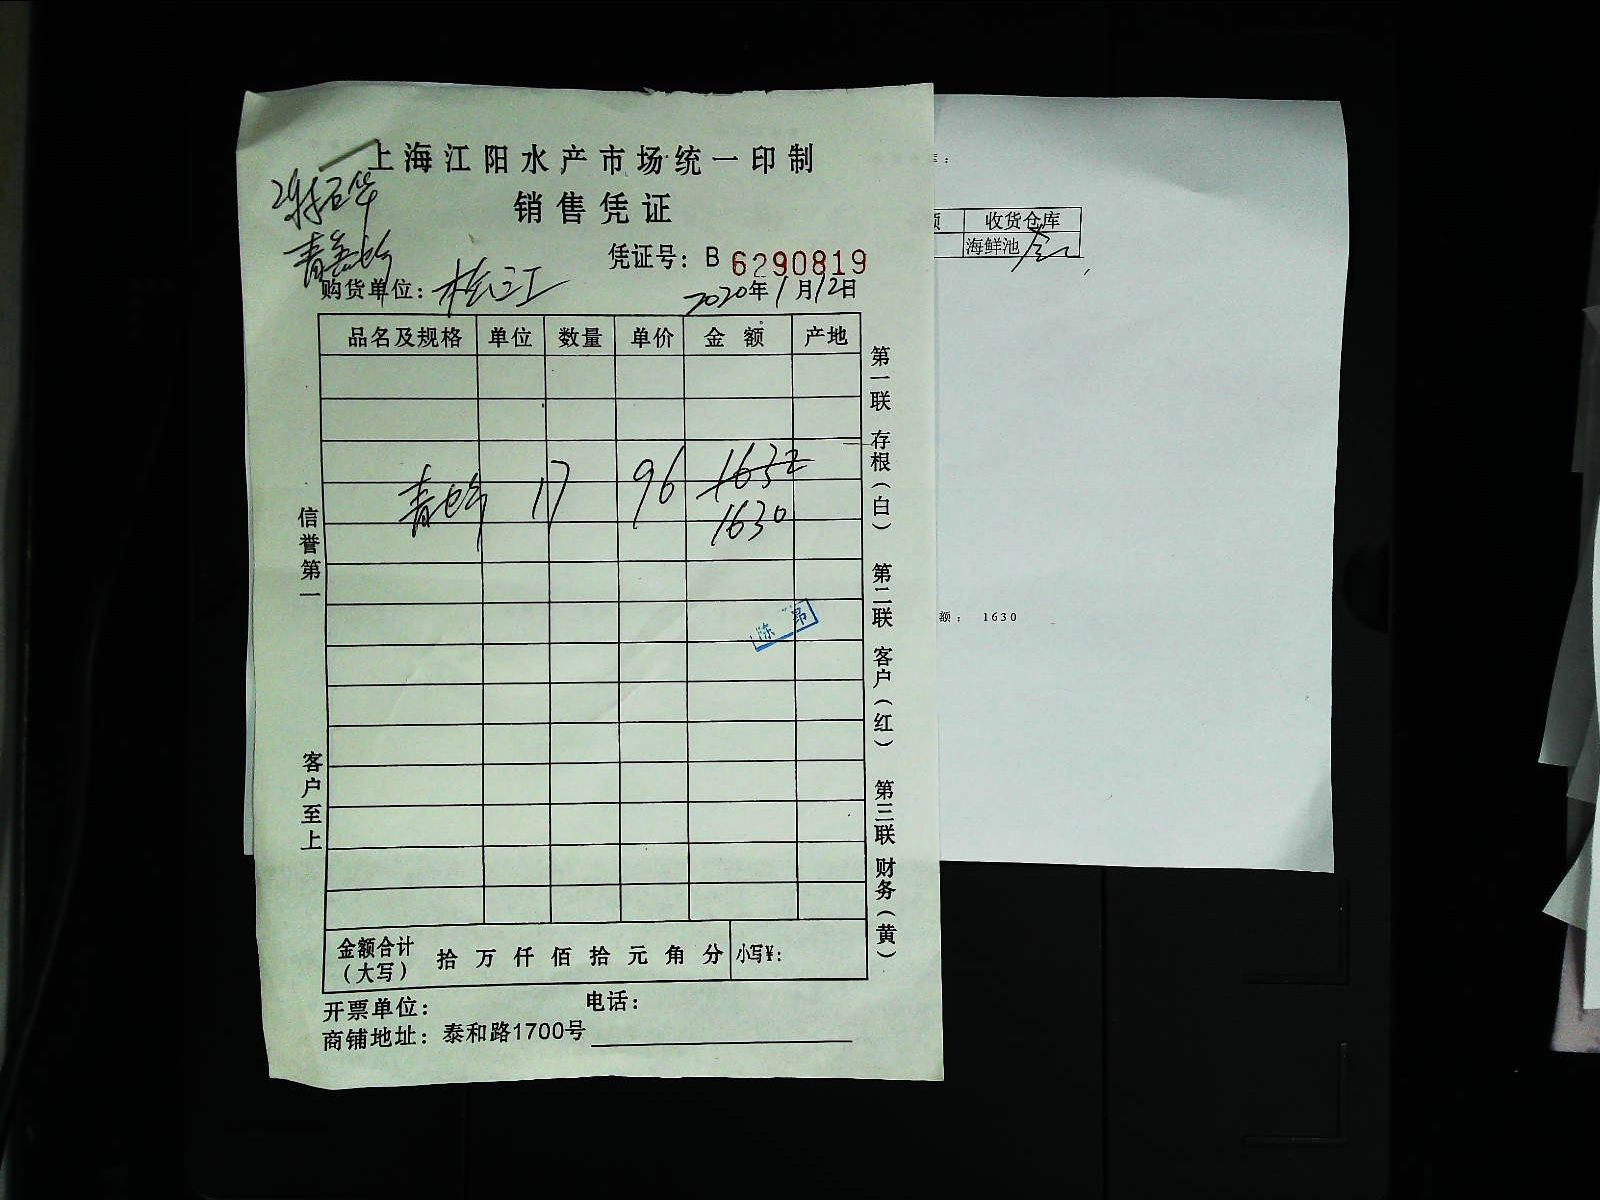 上海江阳水产市场统一印制
销售凭证
凭证号：B 6290819
购货单位：松江
2020年1月12日
品名及规格 单位 数量 单价 金额 产地
17 96 1632
1630
信誉第一
客户至上
第一联 存根（白） 第二联 客户（红） 第三联 财务（黄）
金额合计（大写） 拾 万 仟 佰 拾 元 角 分 小写¥：
开票单位： 电话：
商铺地址：泰和路1700号
收货仓库
海鲜池
额： 1630